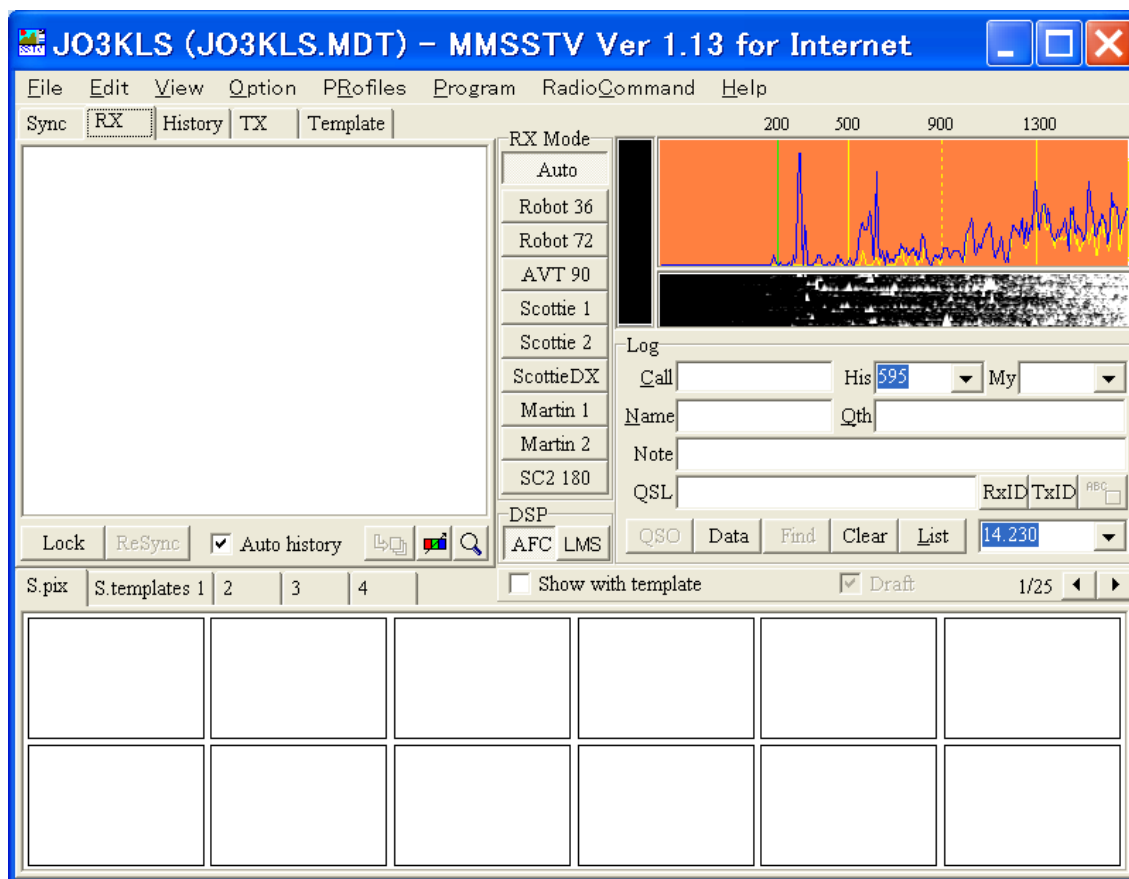 JO3KLS (JO3KLS.MDT) - MMSSTV Ver 1.13 for Internet
File Edit View Option PRofiles Program RadioCommand Help
Sync RX History TX Template
200 500 900 1300
RX Mode
Auto
Robot 36
Robot 72
AVT 90
Scottie 1
Scottie 2
ScottieDX
Martin 1
Martin 2
SC2 180
DSP
AFC LMS
Log
Call His 595 My
Name Qth
Note
QSL RxID TxID ABC
QSO Data Find Clear List 14.230
Lock ReSync Auto history
Show with template Draft 1/25
S.pix S.templates 1 2 3 4